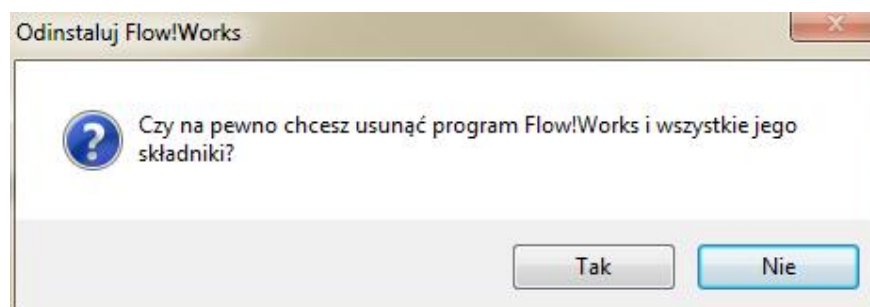 Odinstaluj Flow!Works
Czy na pewno chcesz usunąć program Flow!Works i wszystkie jego
składniki?
Tak
Nie